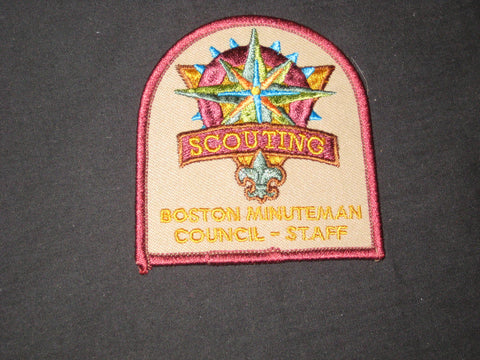 SCOUTING
BOSTON MINUTEMAN
COUNCIL - STAFF